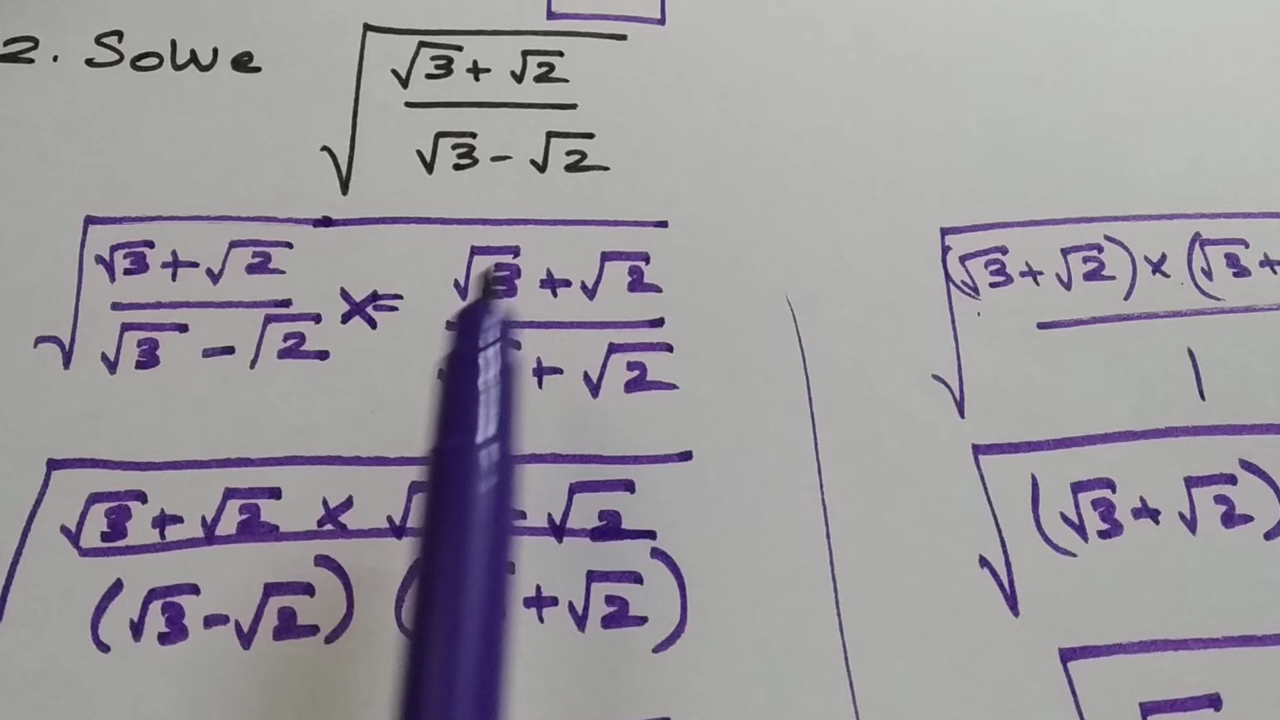 2. Solve √((√3 + √2)/(√3 - √2))
√((√3 + √2)/(√3 - √2) ×= (√3 + √2)/( + √2))
√((√3 + √2 × √ √2)/((√3 - √2) ( + √2)))
√((√3 + √2) × (√3 +)/1
√(√3 + √2)